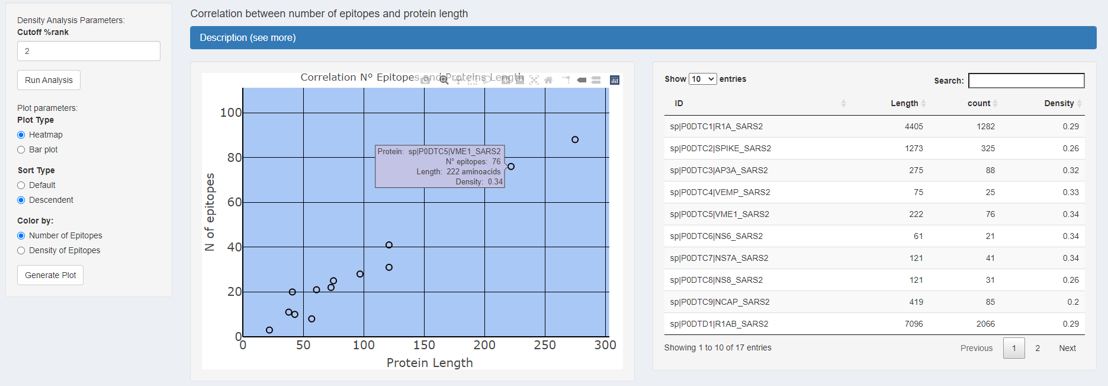 Density Analysis Parameters:
Cutoff %rank
2
Run Analysis
Plot parameters:
Plot Type
Heatmap
Bar plot
Sort Type
Default
Descendent
Color by:
Number of Epitopes
Density of Epitopes
Generate Plot
Correlation between number of epitopes and protein length
Description (see more)
Correlation N° Epitopes and Proteins Length
N of epitopes
100
80
60
40
20
0
Protein: sp|P0DTC5|VME1_SARS2
N° epitopes: 76
Length: 222 aminoacids
Density: 0.34
0 50 100 150 200 250 300
Protein Length
Show 10 entries
Search:
ID Length count Density
sp|P0DTC1|R1A_SARS2 4405 1282 0.29
sp|P0DTC2|SPIKE_SARS2 1273 325 0.26
sp|P0DTC3|AP3A_SARS2 275 88 0.32
sp|P0DTC4|VEMP_SARS2 75 25 0.33
sp|P0DTC5|VME1_SARS2 222 76 0.34
sp|P0DTC6|NS6_SARS2 61 21 0.34
sp|P0DTC7|NS7A_SARS2 121 41 0.34
sp|P0DTC8|NS8_SARS2 121 31 0.26
sp|P0DTC9|NCAP_SARS2 419 85 0.2
sp|P0DTD1|R1AB_SARS2 7096 2066 0.29
Showing 1 to 10 of 17 entries
Previous 1 2 Next